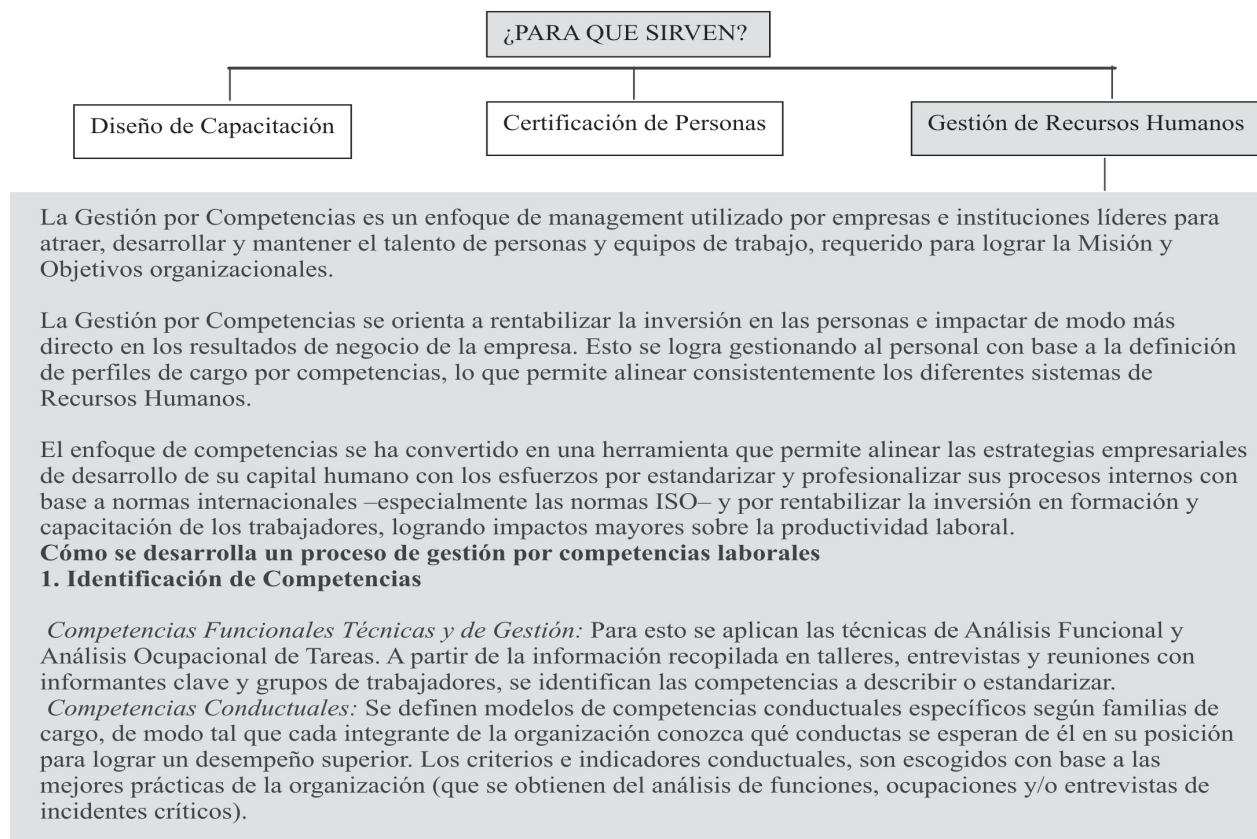 ¿PARA QUE SIRVEN?
Diseño de Capacitación
Certificación de Personas
Gestión de Recursos Humanos
La Gestión por Competencias es un enfoque de management utilizado por empresas e instituciones líderes para
atraer, desarrollar y mantener el talento de personas y equipos de trabajo, requerido para lograr la Misión y
Objetivos organizacionales.
La Gestión por Competencias se orienta a rentabilizar la inversión en las personas e impactar de modo más
directo en los resultados de negocio de la empresa. Esto se logra gestionando al personal con base a la definición
de perfiles de cargo por competencias, lo que permite alinear consistentemente los diferentes sistemas de
Recursos Humanos.
El enfoque de competencias se ha convertido en una herramienta que permite alinear las estrategias empresariales
de desarrollo de su capital humano con los esfuerzos por estandarizar y profesionalizar sus procesos internos con
base a normas internacionales –especialmente las normas ISO– y por rentabilizar la inversión en formación y
capacitación de los trabajadores, logrando impactos mayores sobre la productividad laboral.
Cómo se desarrolla un proceso de gestión por competencias laborales
1. Identificación de Competencias
Competencias Funcionales Técnicas y de Gestión: Para esto se aplican las técnicas de Análisis Funcional y
Análisis Ocupacional de Tareas. A partir de la información recopilada en talleres, entrevistas y reuniones con
informantes clave y grupos de trabajadores, se identifican las competencias a describir o estandarizar.
Competencias Conductuales: Se definen modelos de competencias conductuales específicos según familias de
cargo, de modo tal que cada integrante de la organización conozca qué conductas se esperan de él en su posición
para lograr un desempeño superior. Los criterios e indicadores conductuales, son escogidos con base a las
mejores prácticas de la organización (que se obtienen del análisis de funciones, ocupaciones y/o entrevistas de
incidentes críticos).